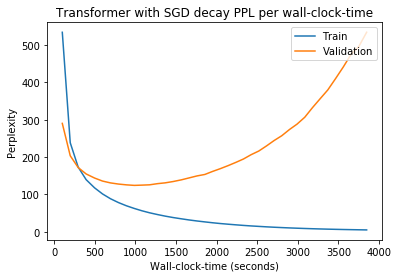 Transformer with SGD decay PPL per wall-clock-time
Train
Validation
Perplexity
500
400
300
200
100
0
0 500 1000 1500 2000 2500 3000 3500 4000
Wall-clock-time (seconds)